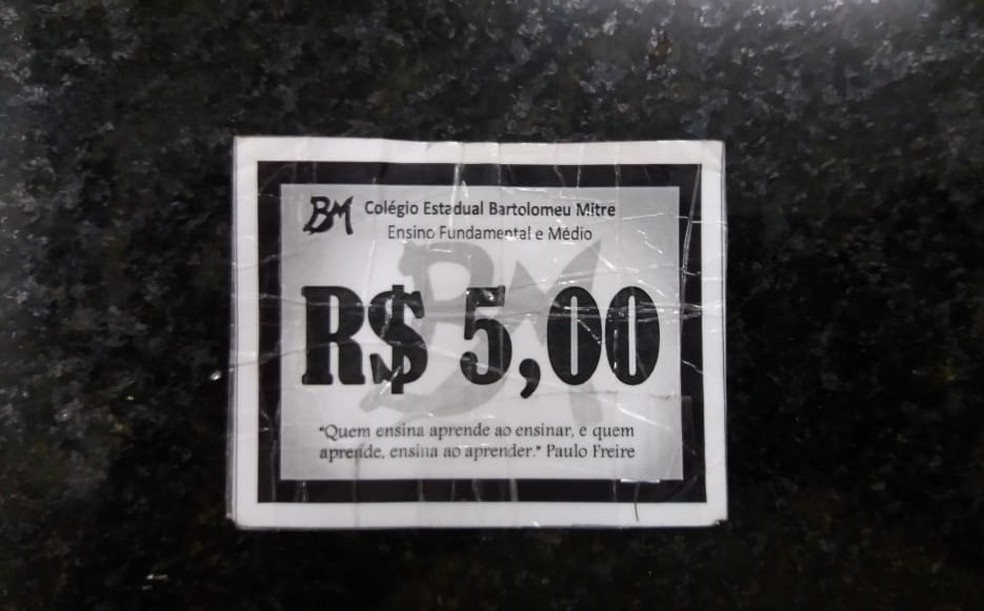 BM Colégio Estadual Bartolomeu Mitre
Ensino Fundamental e Médio
BM
R$ 5,00
"Quem ensina aprende ao ensinar, e quem
aprende, ensina ao aprender." Paulo Freire